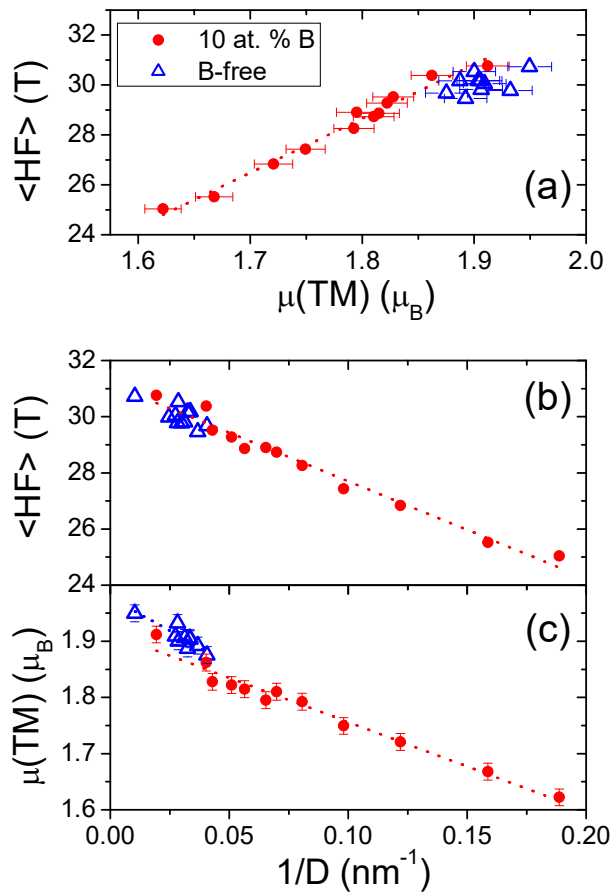 32
30
28
26
24
<HF> (T)
10 at. % B
B-free
(a)
1.6 1.7 1.8 1.9 2.0
μ(TM) (μB)
32
30
28
26
24
<HF> (T)
(b)
1.9
1.8
1.7
1.6
μ(TM) (μB)
(c)
0.00 0.05 0.10 0.15 0.20
1/D (nm⁻¹)